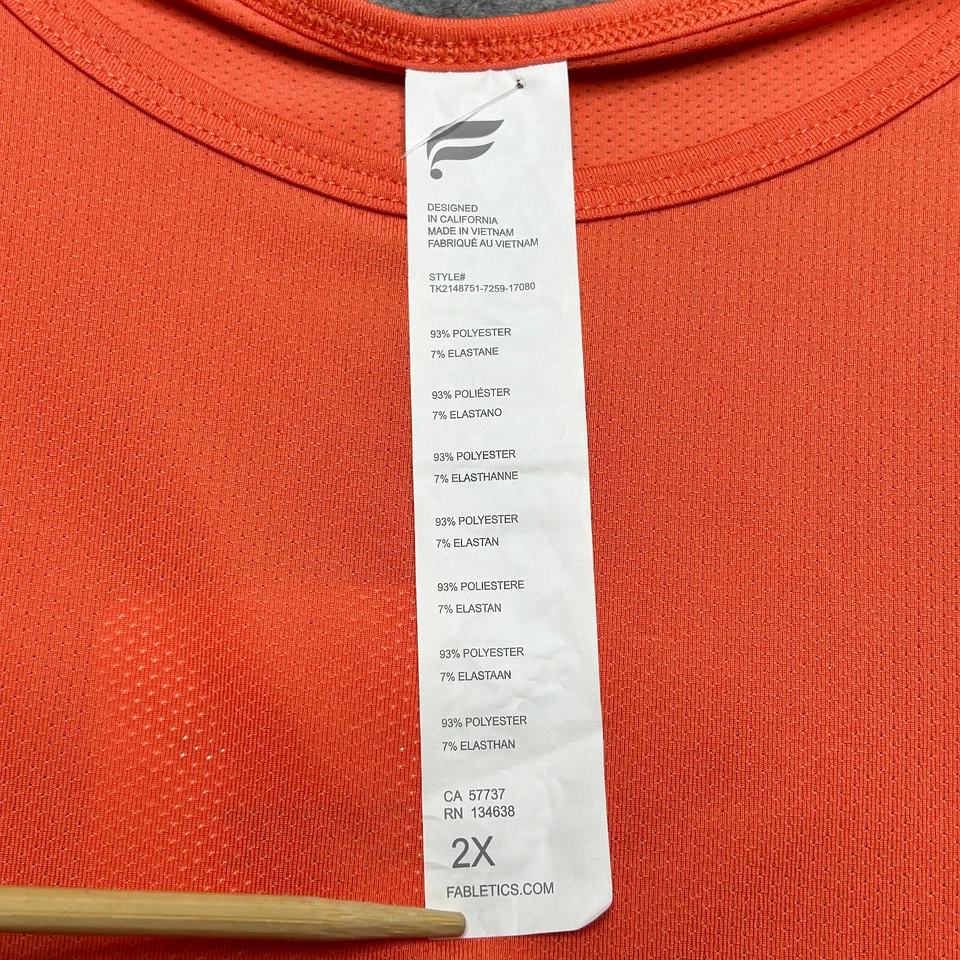 DESIGNED
IN CALIFORNIA
MADE IN VIETNAM
FABRIQUÉ AU VIETNAM
STYLE#
TK2148751-7259-17080
93% POLYESTER
7% ELASTANE
93% POLIÉSTER
7% ELASTANO
93% POLYESTER
7% ELASTHANNE
93% POLYESTER
7% ELASTAN
93% POLIESTERE
7% ELASTAN
93% POLYESTER
7% ELASTAAN
93% POLYESTER
7% ELASTHAN
CA 57737
RN 134638
2X
FABLETICS.COM